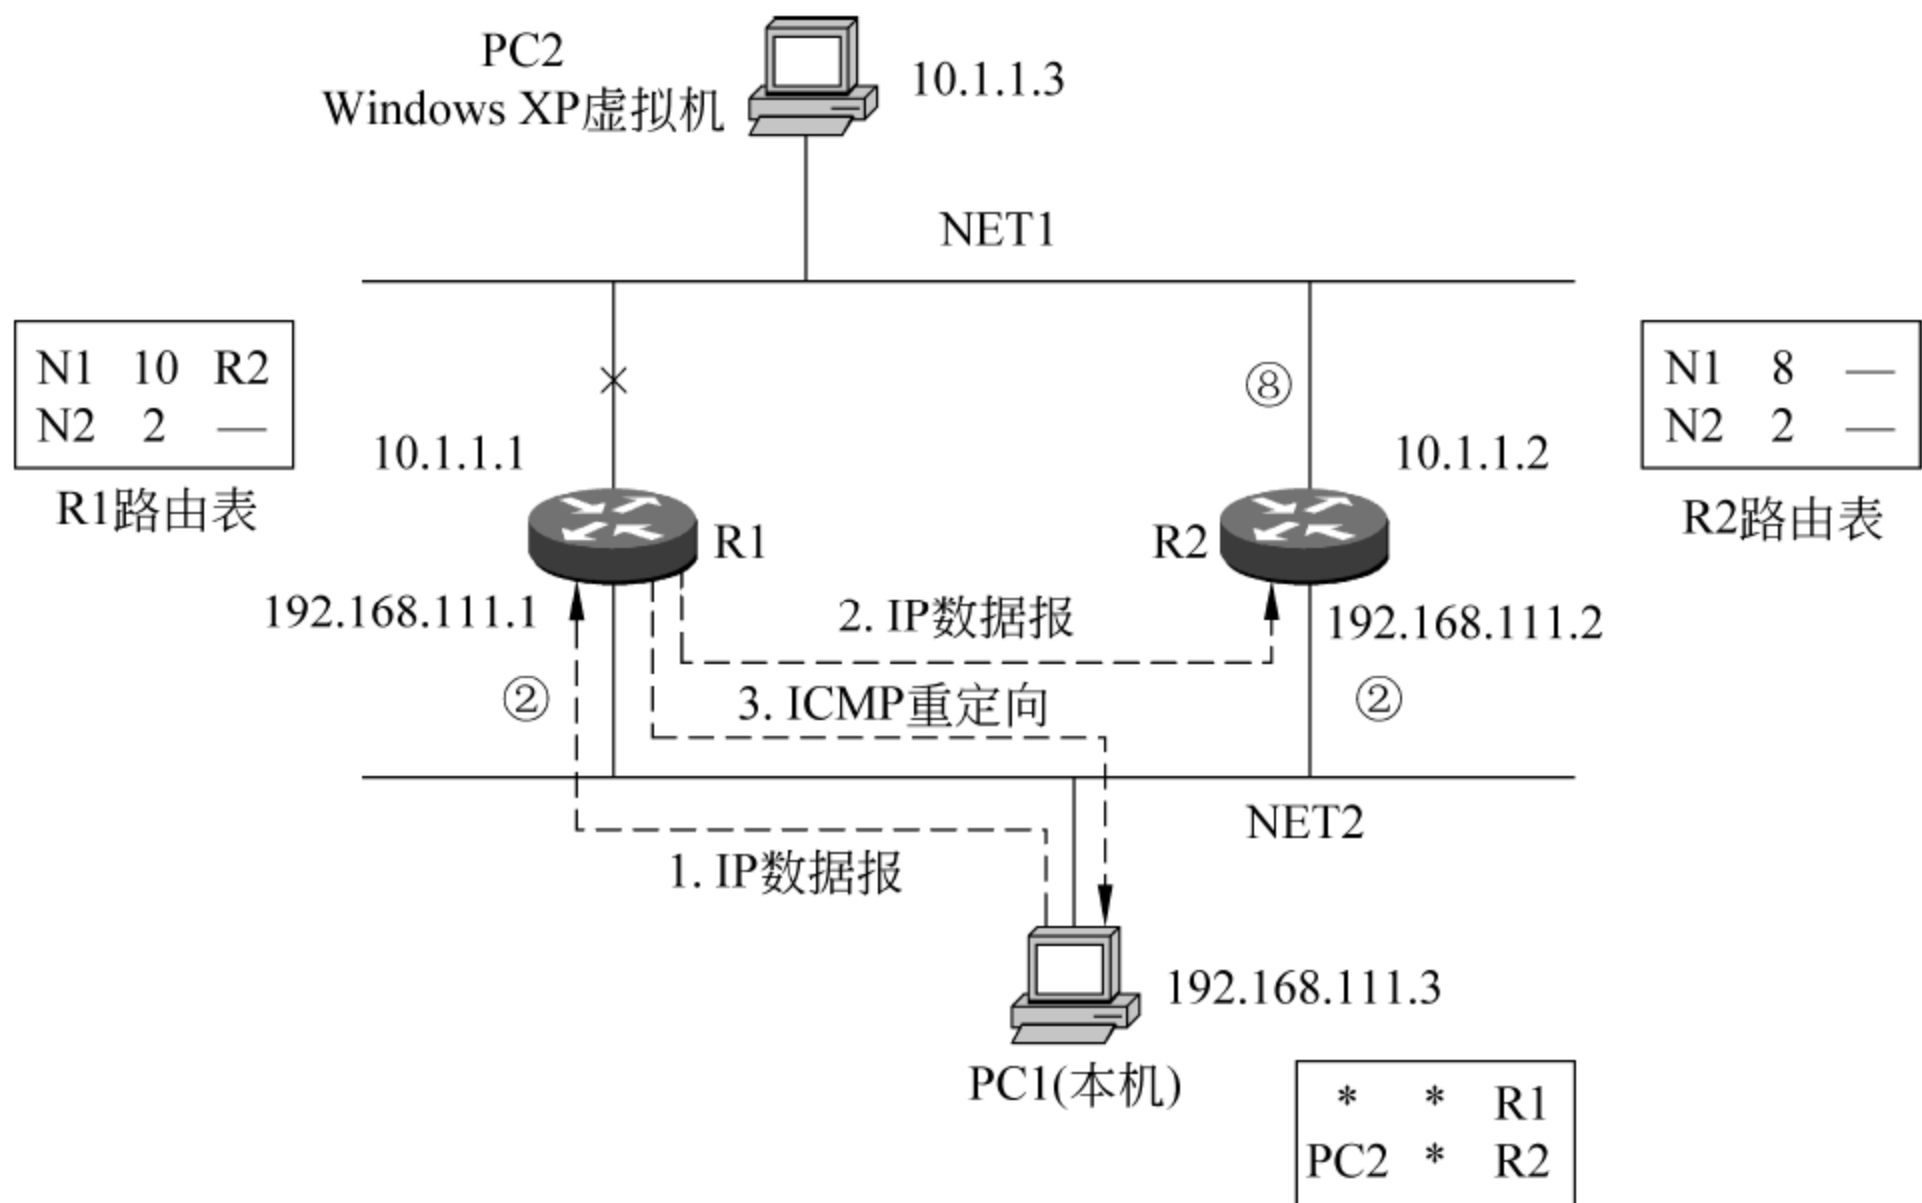 PC2
Windows XP虚拟机
10.1.1.3
NET1
N1 10 R2
N2 2 —
R1路由表
⑧
N1 8 —
N2 2 —
R2路由表
10.1.1.1
10.1.1.2
R1
R2
192.168.111.1
2. IP数据报
192.168.111.2
②
3. ICMP重定向
②
NET2
1. IP数据报
192.168.111.3
PC1(本机)
* * R1
PC2 * R2